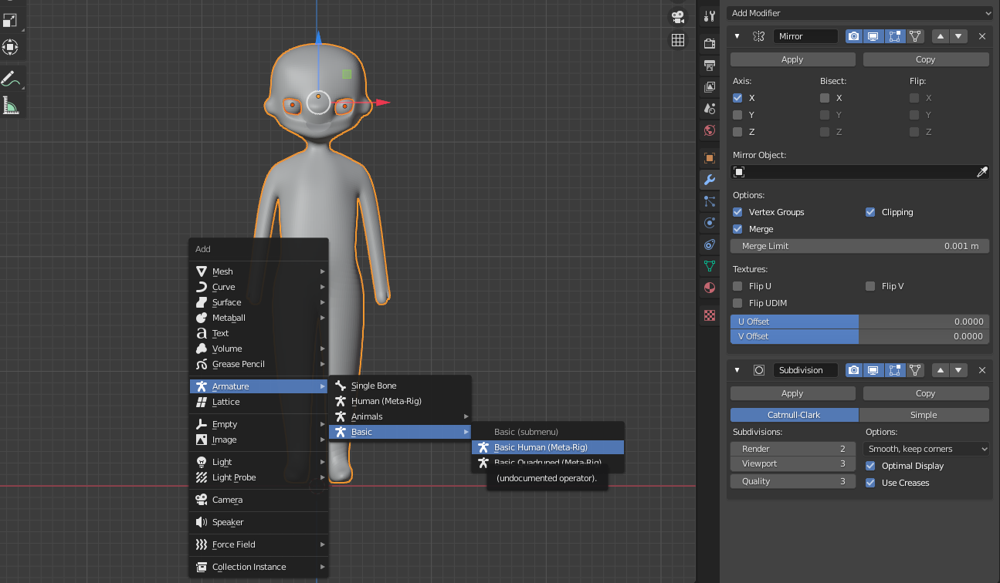 Add
Mesh
Curve
Surface
Metaball
Text
Volume
Grease Pencil
Armature
Lattice
Empty
Image
Light
Light Probe
Camera
Speaker
Force Field
Collection Instance
Single Bone
Human (Meta-Rig)
Animals
Basic
Basic (submenu)
Basic Human (Meta-Rig)
Basic Quadruped (Meta-Rig)
(undocumented operator).
Add Modifier
Mirror
Apply Copy
Axis: Bisect: Flip:
X X X
Y Y Y
Z Z Z
Mirror Object:
Options:
Vertex Groups Clipping
Merge
Merge Limit 0.001 m
Textures:
Flip U Flip V
Flip UDIM
U Offset 0.0000
V Offset 0.0000
Subdivision
Apply Copy
Catmull-Clark Simple
Subdivisions: Options:
Render 2 Smooth, keep corners
Viewport 3 Optimal Display
Quality 3 Use Creases